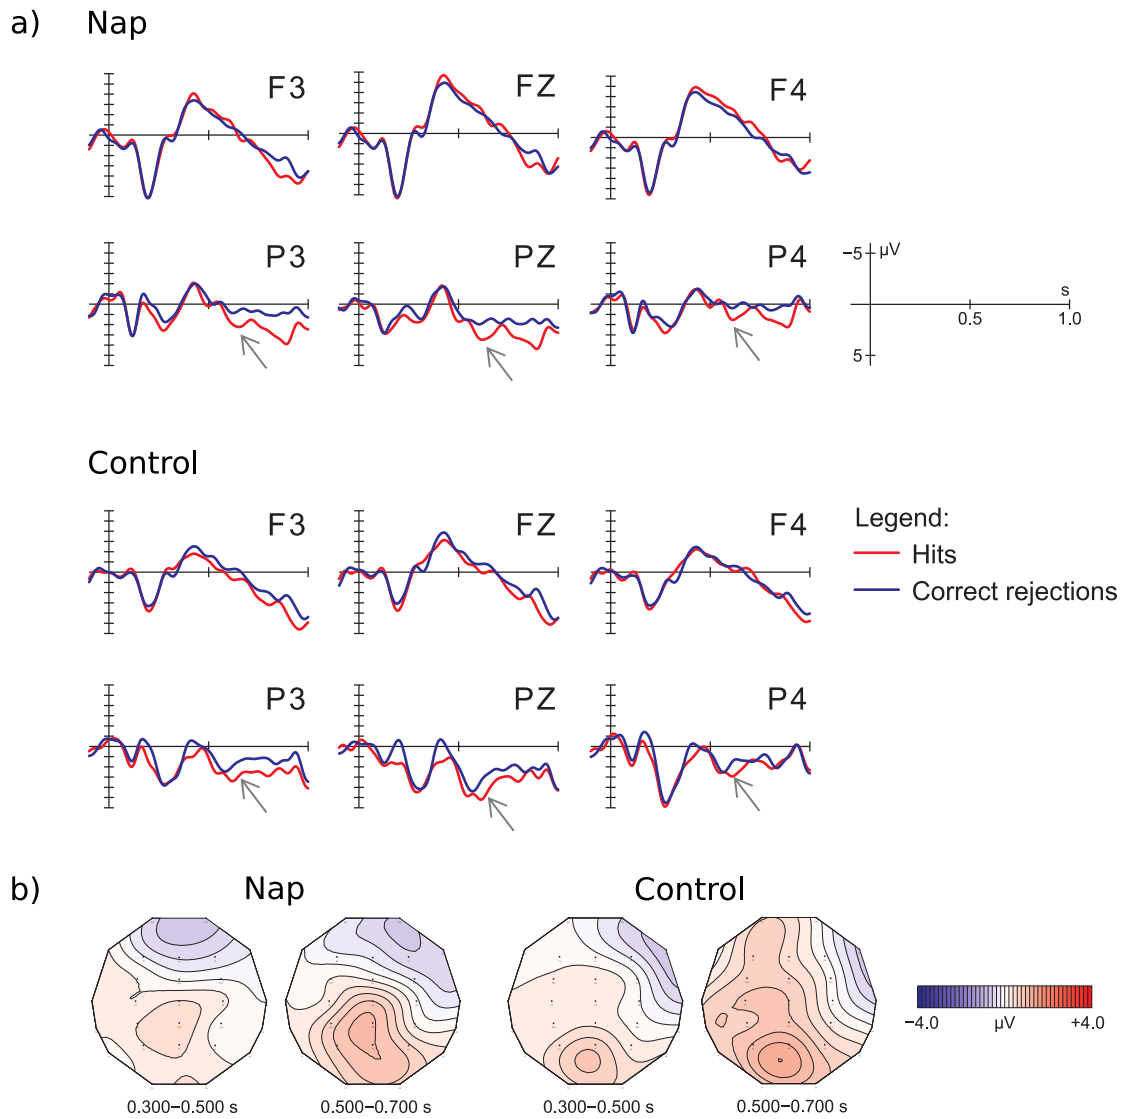 a) Nap
F3 FZ F4
P3 PZ P4
−5 µV
s
0.5 1.0
5
Control
F3 FZ F4
Legend:
Hits
Correct rejections
P3 PZ P4
b) Nap Control
−4.0 µV +4.0
0.300−0.500 s 0.500−0.700 s 0.300−0.500 s 0.500−0.700 s